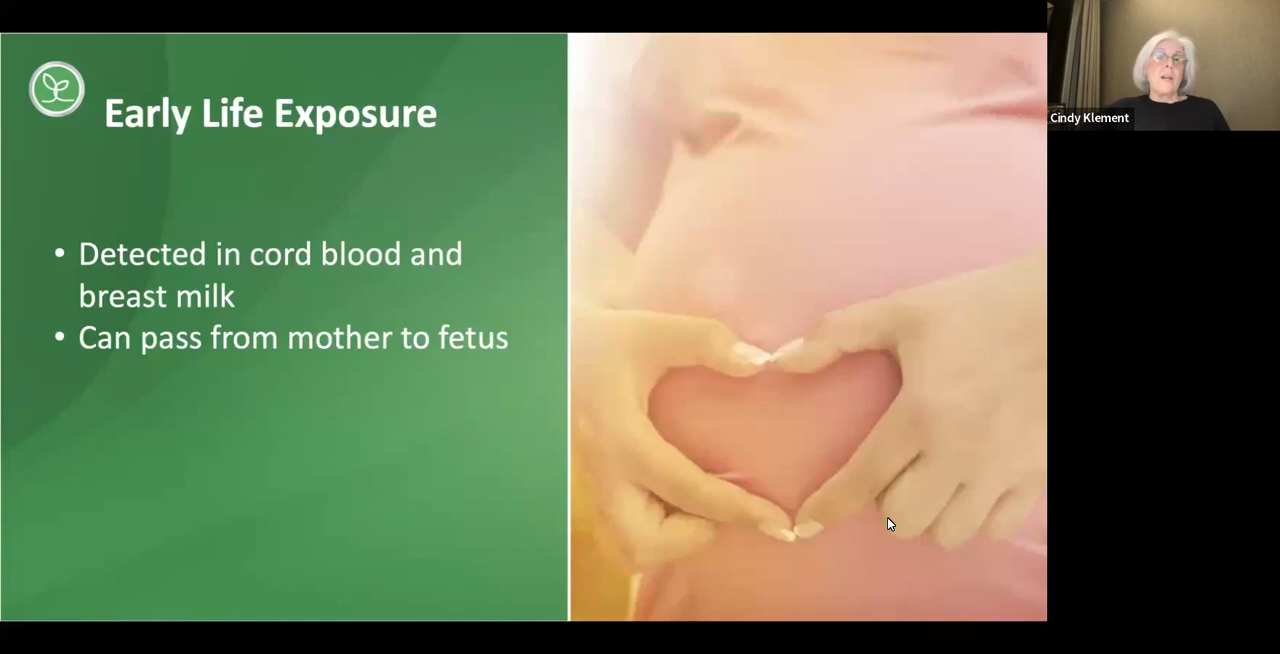 Early Life Exposure
• Detected in cord blood and
breast milk
• Can pass from mother to fetus
Cindy Klement